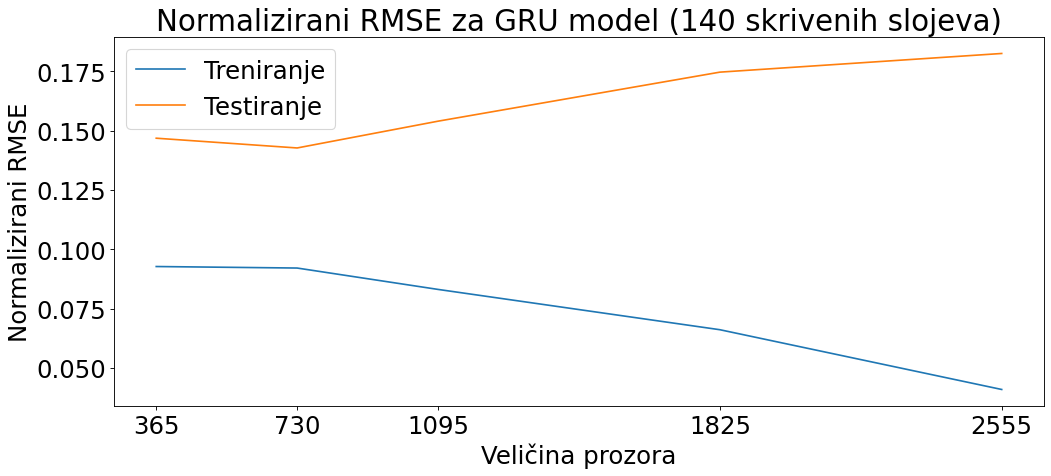 Normalizirani RMSE za GRU model (140 skrivenih slojeva)
Treniranje
Testiranje
Normalizirani RMSE
0.175
0.150
0.125
0.100
0.075
0.050
365 730 1095 1825 2555
Veličina prozora